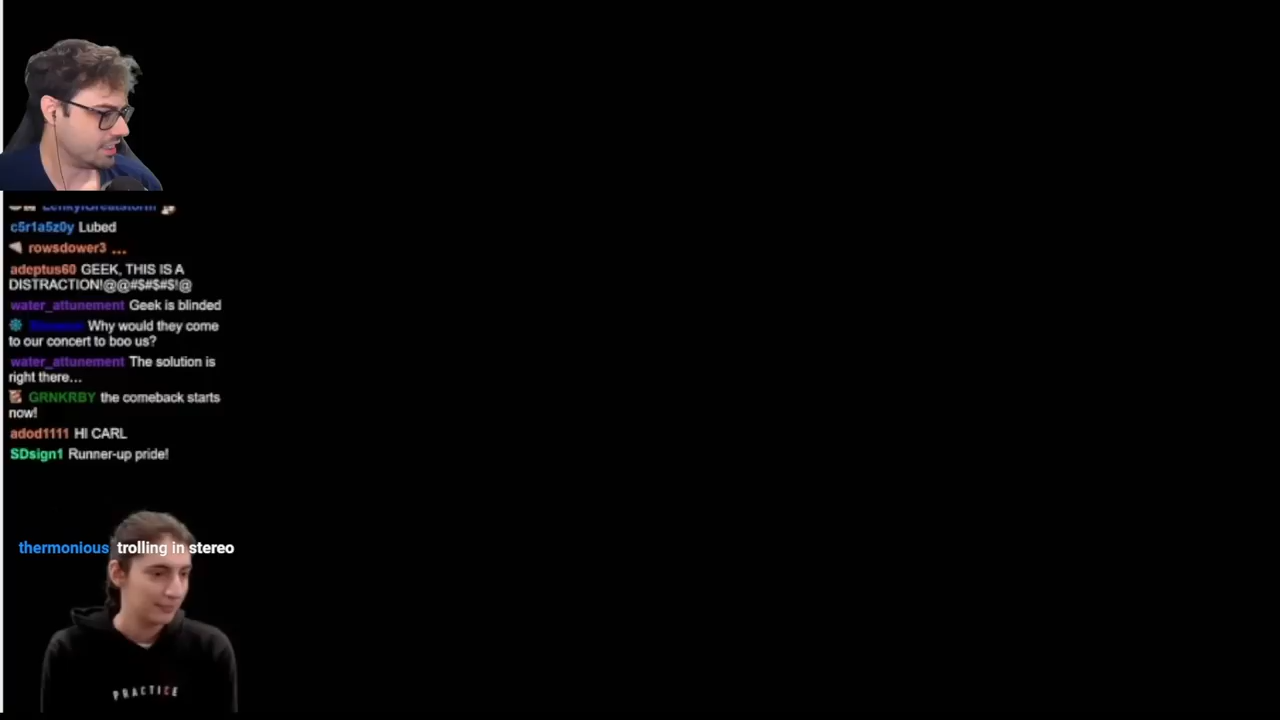 c5r1a5z0y Lubed
rowsdower3 ...
adeptus60 GEEK, THIS IS A
DISTRACTION!@@#$#$#$!@
water_attunement Geek is blinded
Why would they come
to our concert to boo us?
water_attunement The solution is
right there...
GRNKRBY the comeback starts
now!
adod1111 HI CARL
SDsign1 Runner-up pride!
thermonious trolling in stereo
PRACTICE